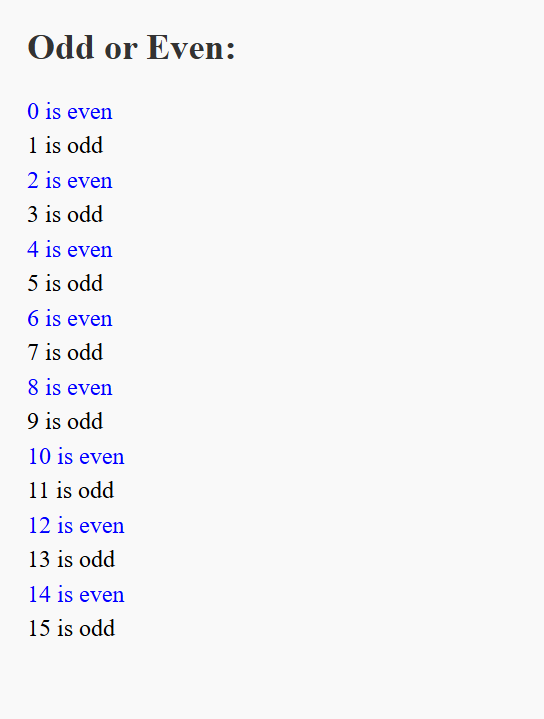 Odd or Even:
0 is even
1 is odd
2 is even
3 is odd
4 is even
5 is odd
6 is even
7 is odd
8 is even
9 is odd
10 is even
11 is odd
12 is even
13 is odd
14 is even
15 is odd